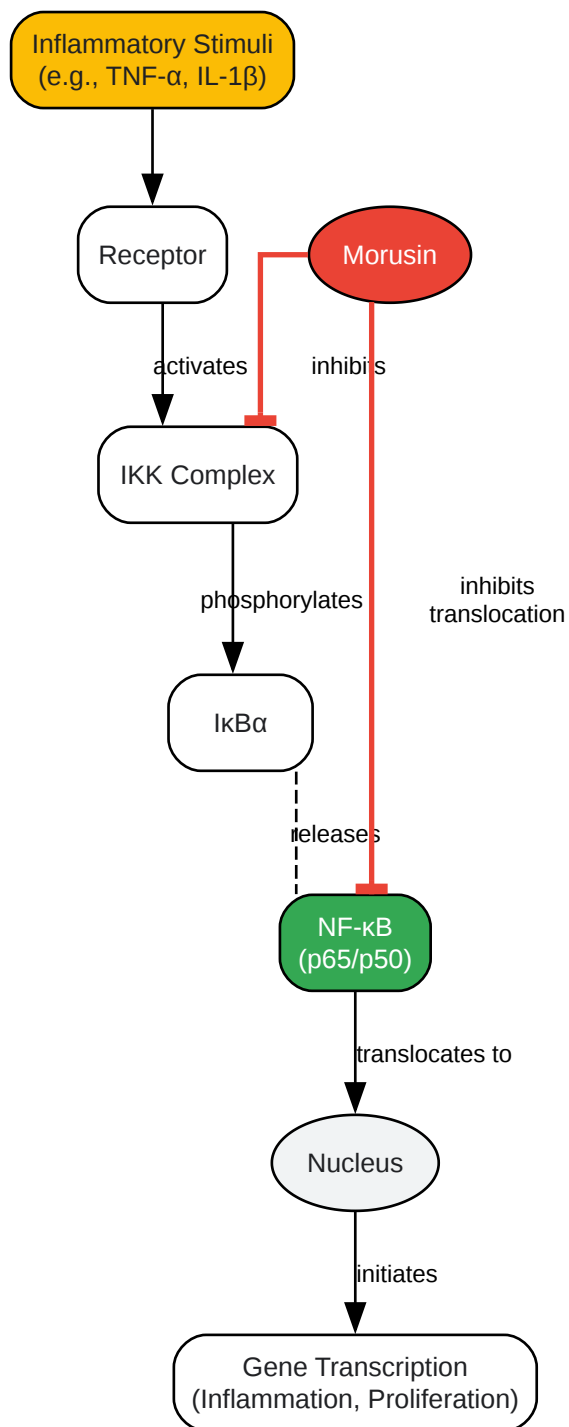 Inflammatory Stimuli
(e.g., TNF-α, IL-1β)
Receptor
Morusin
activates
inhibits
IKK Complex
phosphorylates
inhibits
translocation
IκBα
releases
NF-κB
(p65/p50)
translocates to
Nucleus
initiates
Gene Transcription
(Inflammation, Proliferation)